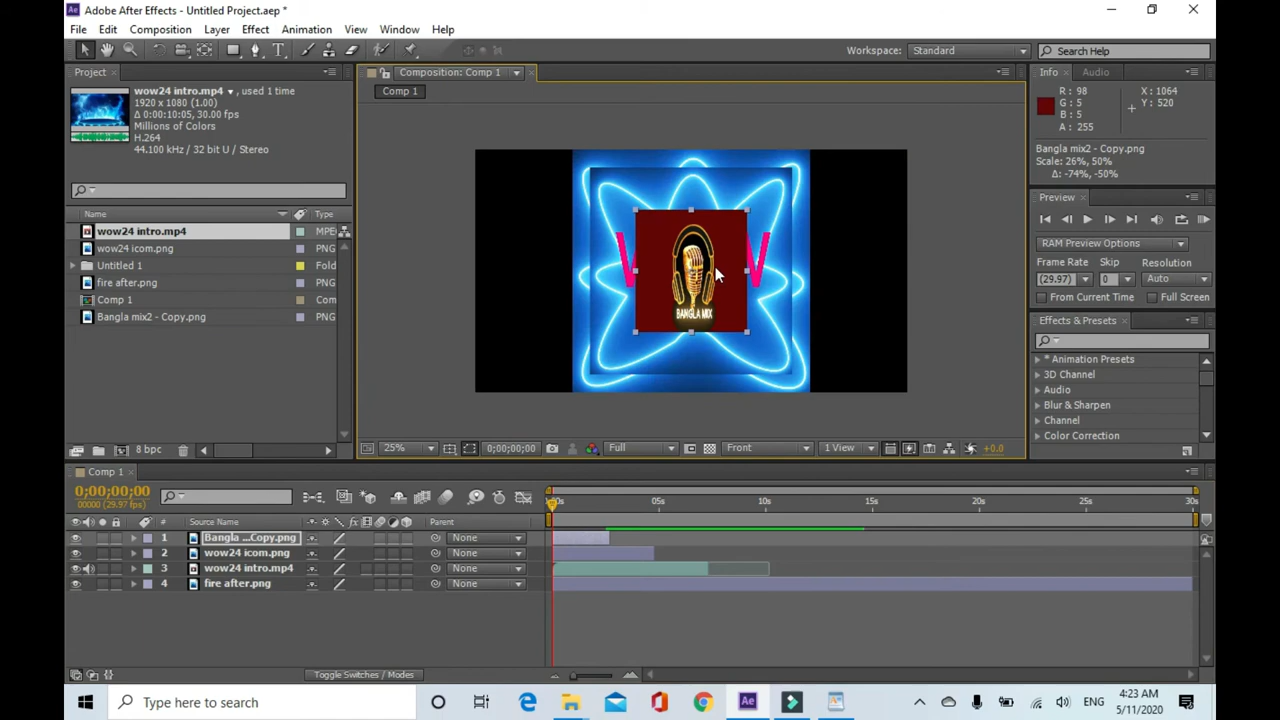 Adobe After Effects - Untitled Project.aep *
File Edit Composition Layer Effect Animation View Window Help
Workspace: Standard Search Help
Project
wow24 intro.mp4 , used 1 time
1920 x 1080 (1.00)
Δ 0:00:10:05, 30.00 fps
Millions of Colors
H.264
44.100 kHz / 32 bit U / Stereo
Name Type
wow24 intro.mp4 MPE
wow24 icom.png PNG
Untitled 1 Fold
fire after.png PNG
Comp 1 Com
Bangla mix2 - Copy.png PNG
8 bpc
Composition: Comp 1
Comp 1
W W
BANGLA MIX
25% 0;00;00;00 Full Front 1 View +0.0
Info Audio
R : 98 X : 1064
G : 5 Y : 520
B : 5
A : 255
Bangla mix2 - Copy.png
Scale: 26%, 50%
Δ: -74%, -50%
Preview
RAM Preview Options
Frame Rate Skip Resolution
(29.97) 0 Auto
From Current Time Full Screen
Effects & Presets
* Animation Presets
3D Channel
Audio
Blur & Sharpen
Channel
Color Correction
Comp 1
0;00;00;00
00000 (29.97 fps)
05s 10s 15s 20s 25s 30s
# Source Name Parent
1 Bangla ...Copy.png None
2 wow24 icom.png None
3 wow24 intro.mp4 None
4 fire after.png None
Toggle Switches / Modes
Type here to search
Ae
ENG
4:23 AM
5/11/2020